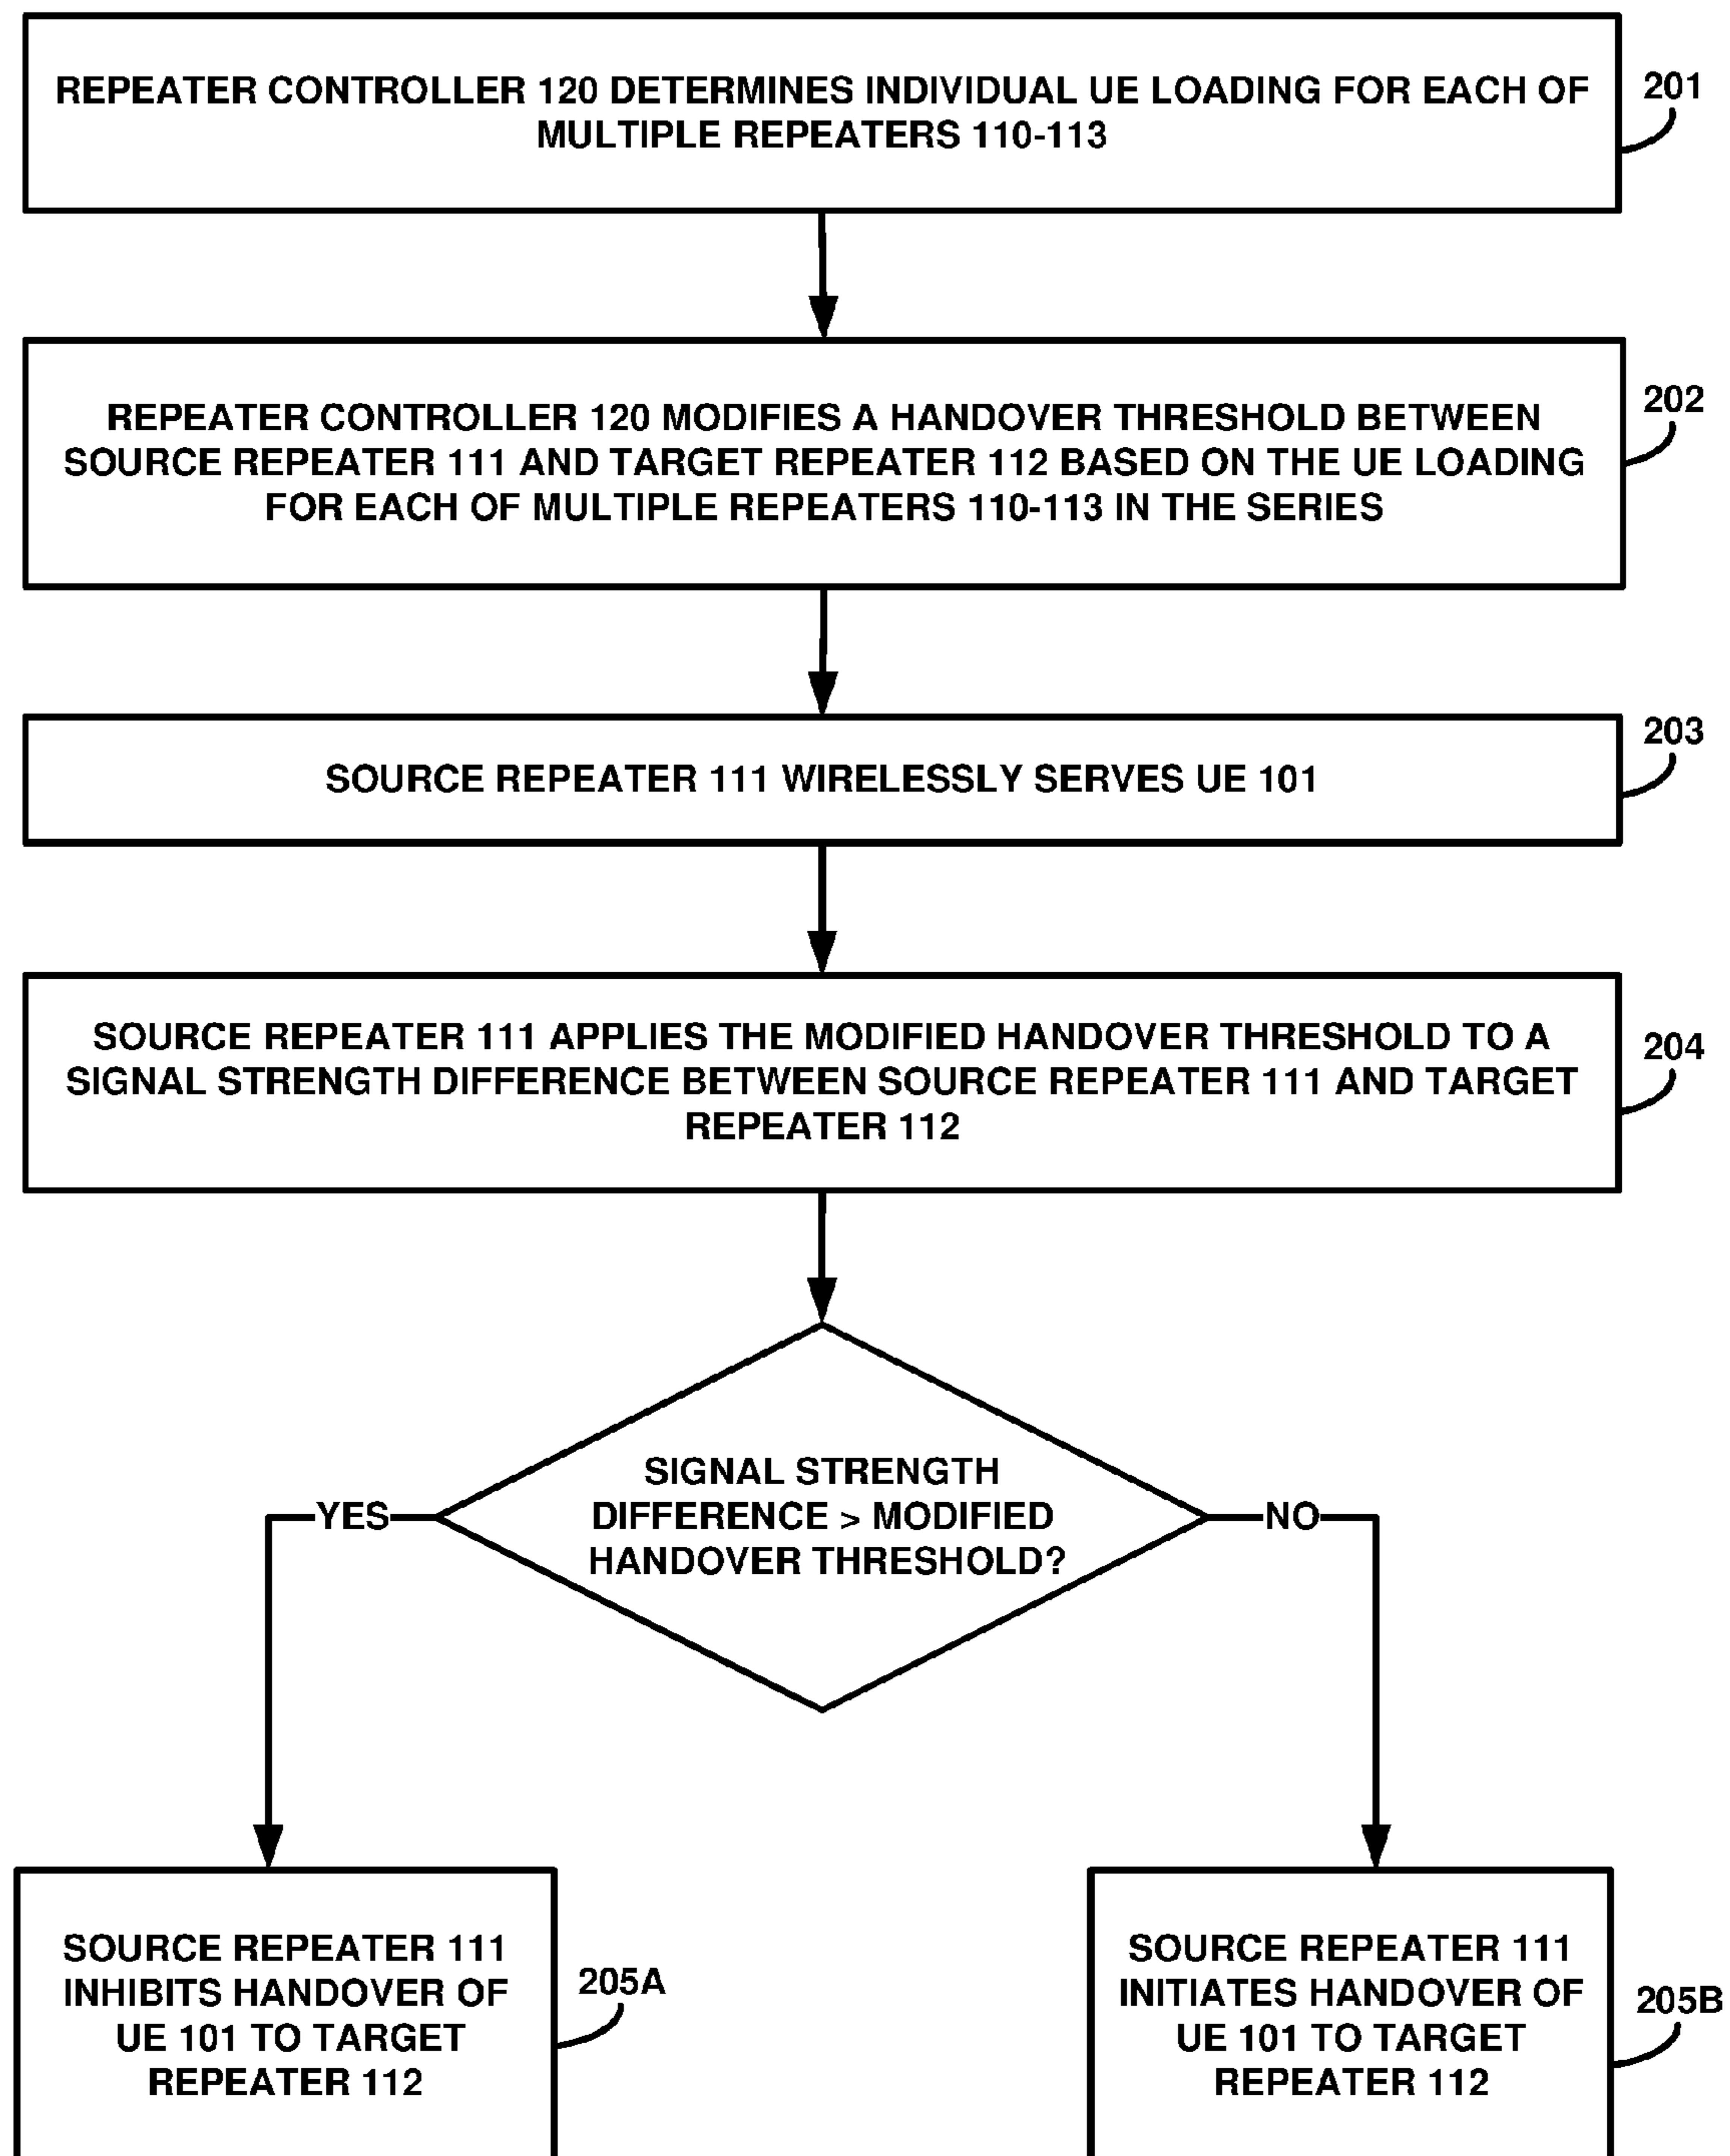 REPEATER CONTROLLER 120 DETERMINES INDIVIDUAL UE LOADING FOR EACH OF
MULTIPLE REPEATERS 110-113
201
REPEATER CONTROLLER 120 MODIFIES A HANDOVER THRESHOLD BETWEEN
SOURCE REPEATER 111 AND TARGET REPEATER 112 BASED ON THE UE LOADING
FOR EACH OF MULTIPLE REPEATERS 110-113 IN THE SERIES
202
SOURCE REPEATER 111 WIRELESSLY SERVES UE 101
203
SOURCE REPEATER 111 APPLIES THE MODIFIED HANDOVER THRESHOLD TO A
SIGNAL STRENGTH DIFFERENCE BETWEEN SOURCE REPEATER 111 AND TARGET
REPEATER 112
204
SIGNAL STRENGTH
DIFFERENCE > MODIFIED
HANDOVER THRESHOLD?
YES
NO
SOURCE REPEATER 111
INHIBITS HANDOVER OF
UE 101 TO TARGET
REPEATER 112
205A
SOURCE REPEATER 111
INITIATES HANDOVER OF
UE 101 TO TARGET
REPEATER 112
205B